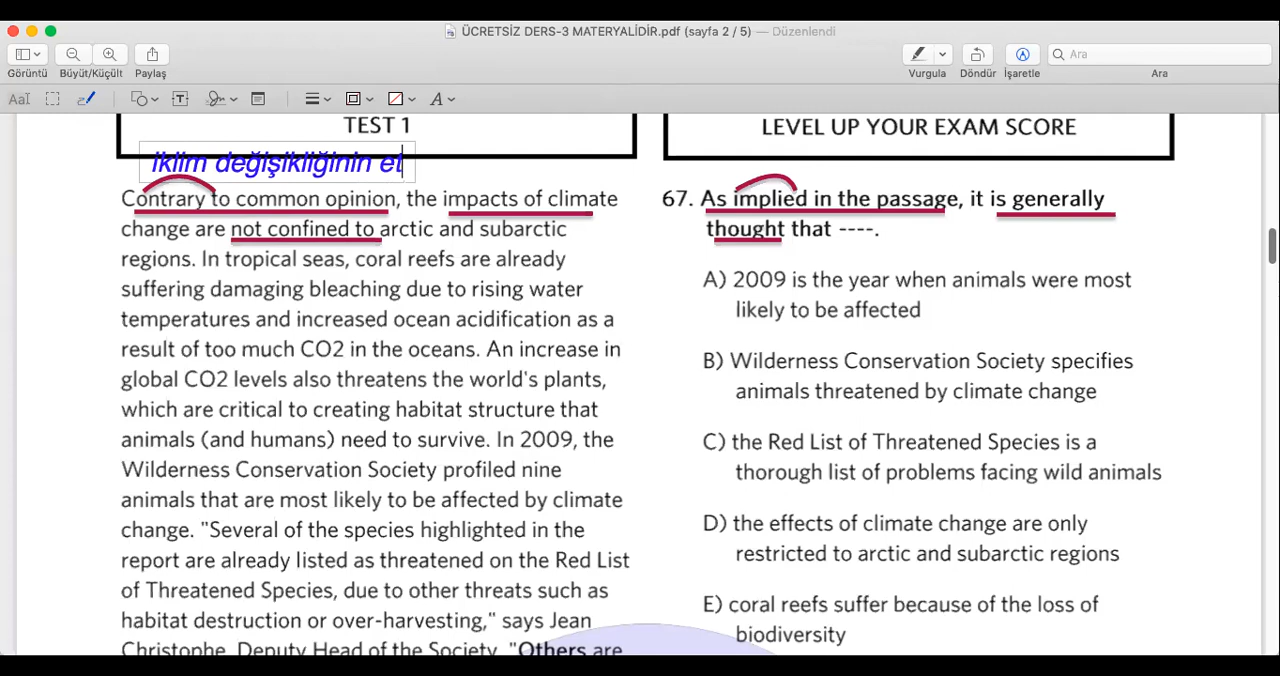 ÜCRETSİZ DERS-3 MATERYALİDİR.pdf (sayfa 2 / 5) — Düzenlendi
Görüntü
Büyüt/Küçült
Paylaş
Vurgula
Döndür
İşaretle
Ara
Ara
TEST 1
iklim değişikliğinin et
Contrary to common opinion, the impacts of climate
change are not confined to arctic and subarctic
regions. In tropical seas, coral reefs are already
suffering damaging bleaching due to rising water
temperatures and increased ocean acidification as a
result of too much CO2 in the oceans. An increase in
global CO2 levels also threatens the world's plants,
which are critical to creating habitat structure that
animals (and humans) need to survive. In 2009, the
Wilderness Conservation Society profiled nine
animals that are most likely to be affected by climate
change. "Several of the species highlighted in the
report are already listed as threatened on the Red List
of Threatened Species, due to other threats such as
habitat destruction or over-harvesting," says Jean
Christophe, Deputy Head of the Society. "Others are
LEVEL UP YOUR EXAM SCORE
67. As implied in the passage, it is generally
thought that ----.
A) 2009 is the year when animals were most
likely to be affected
B) Wilderness Conservation Society specifies
animals threatened by climate change
C) the Red List of Threatened Species is a
thorough list of problems facing wild animals
D) the effects of climate change are only
restricted to arctic and subarctic regions
E) coral reefs suffer because of the loss of
biodiversity